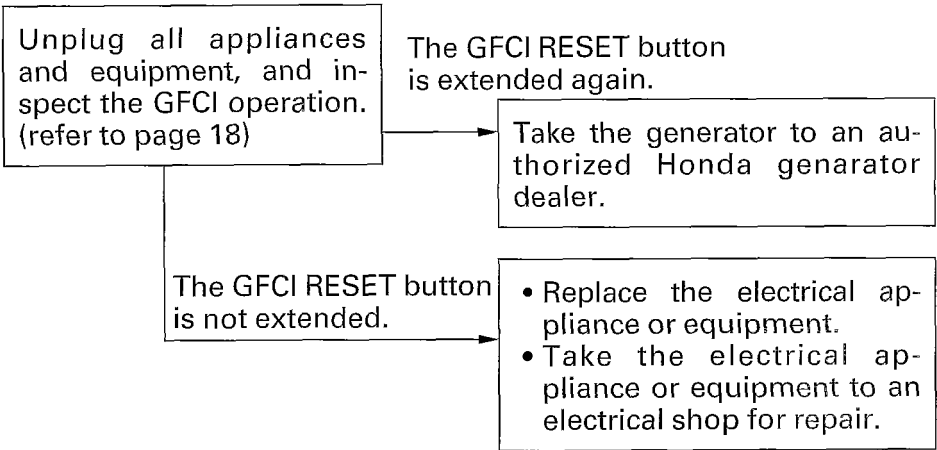 Unplug all appliances
and equipment, and in-
spect the GFCI operation.
(refer to page 18)
The GFCI RESET button
is extended again.
Take the generator to an au-
thorized Honda genarator
dealer.
The GFCI RESET button
is not extended.
• Replace the electrical ap-
pliance or equipment.
• Take the electrical ap-
pliance or equipment to an
electrical shop for repair.